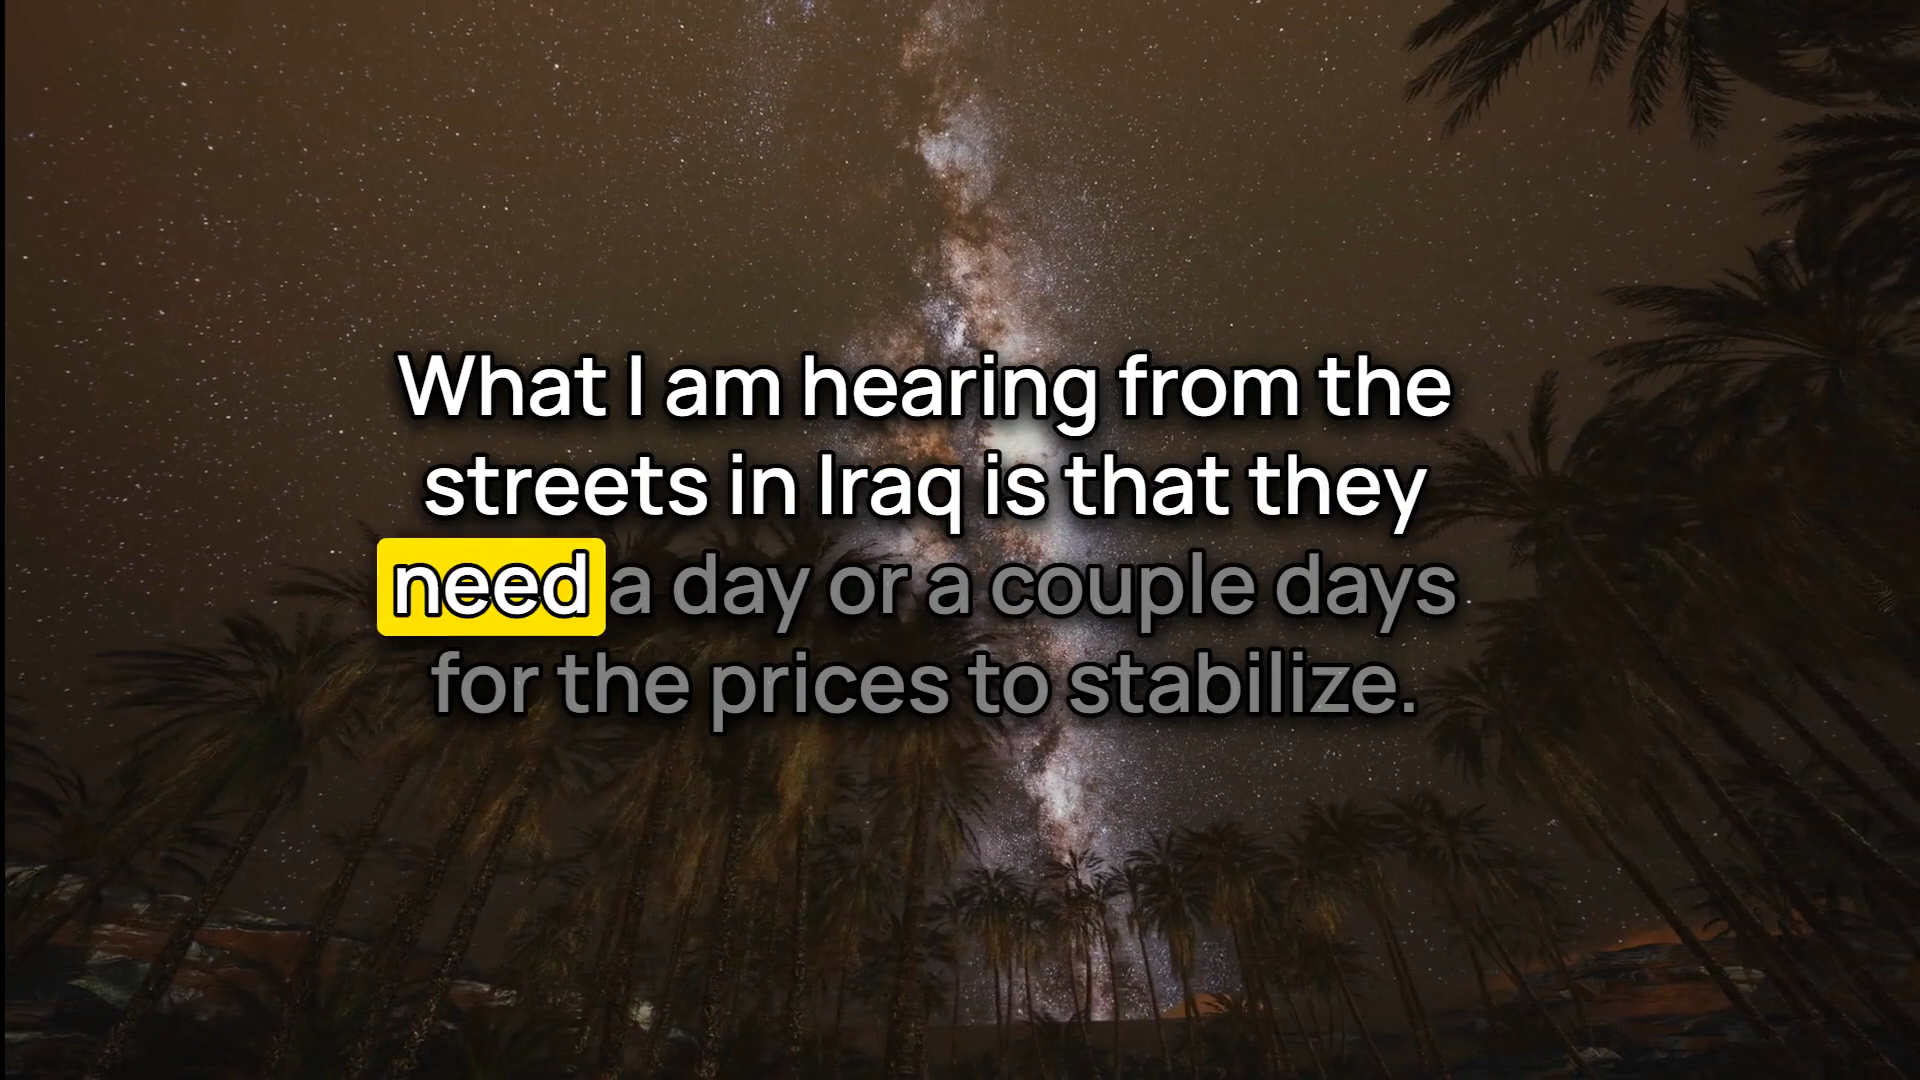 What I am hearing from the
streets in Iraq is that they
need a day or a couple days
for the prices to stabilize.